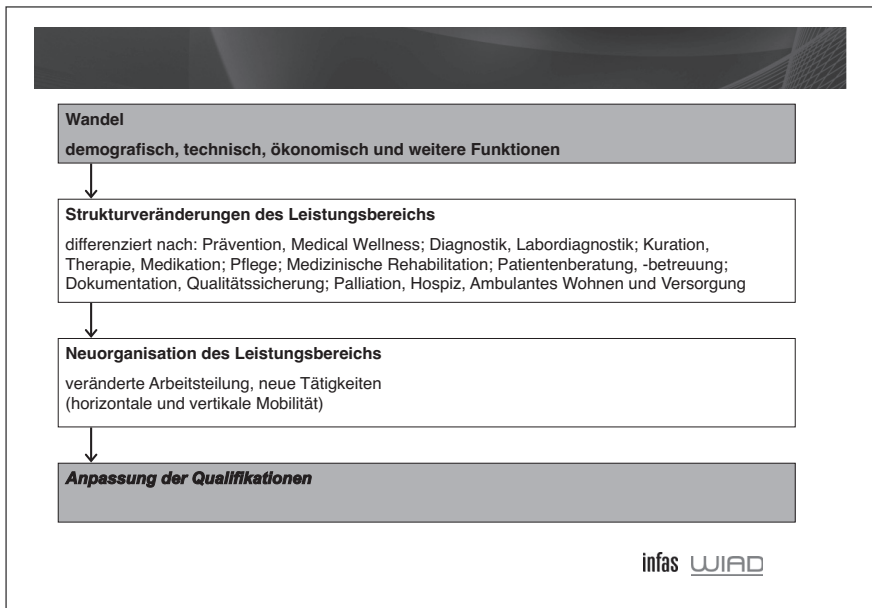 Wandel
demografisch, technisch, ökonomisch und weitere Funktionen
Strukturveränderungen des Leistungsbereichs
differenziert nach: Prävention, Medical Wellness; Diagnostik, Labordiagnostik; Kuration,
Therapie, Medikation; Pflege; Medizinische Rehabilitation; Patientenberatung, -betreuung;
Dokumentation, Qualitätssicherung; Palliation, Hospiz, Ambulantes Wohnen und Versorgung
Neuorganisation des Leistungsbereichs
veränderte Arbeitsteilung, neue Tätigkeiten
(horizontale und vertikale Mobilität)
Anpassung der Qualifikationen
infas WIAD